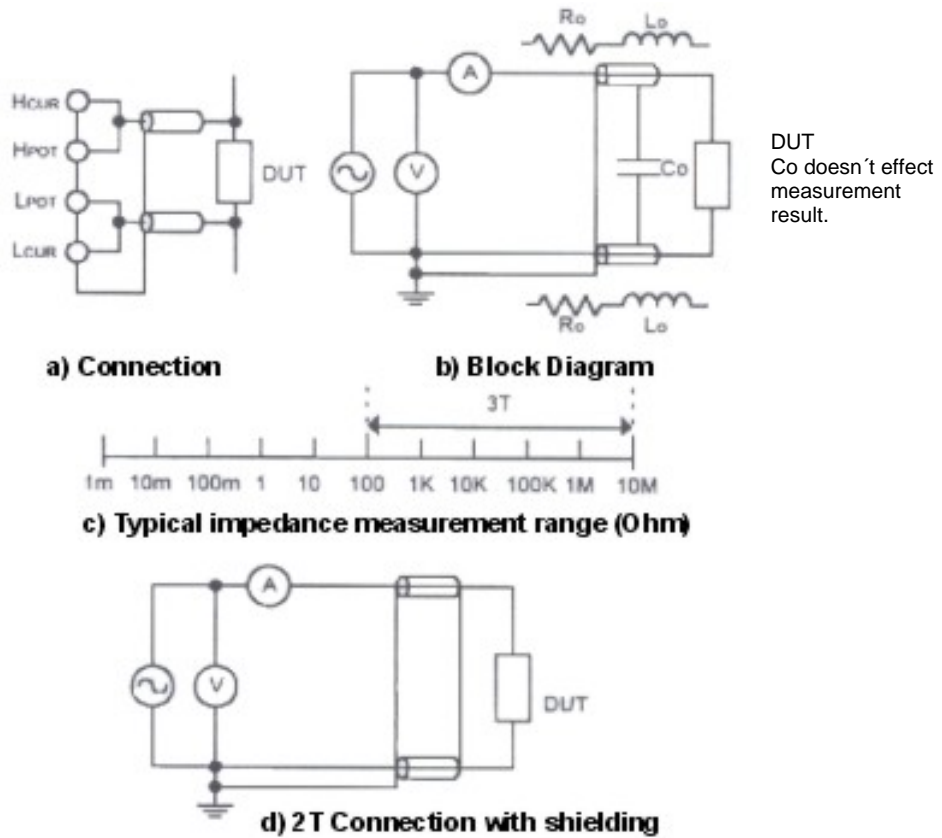 Ro Lo
HCUR
HPOT
LPOT
LCUR
DUT
A
V
Co
DUT
Co doesn´t effect
measurement
result.
Ro Lo
a) Connection
b) Block Diagram
3T
1m 10m 100m 1 10 100 1K 10K 100K 1M 10M
c) Typical impedance measurement range (Ohm)
A
V
DUT
d) 2T Connection with shielding